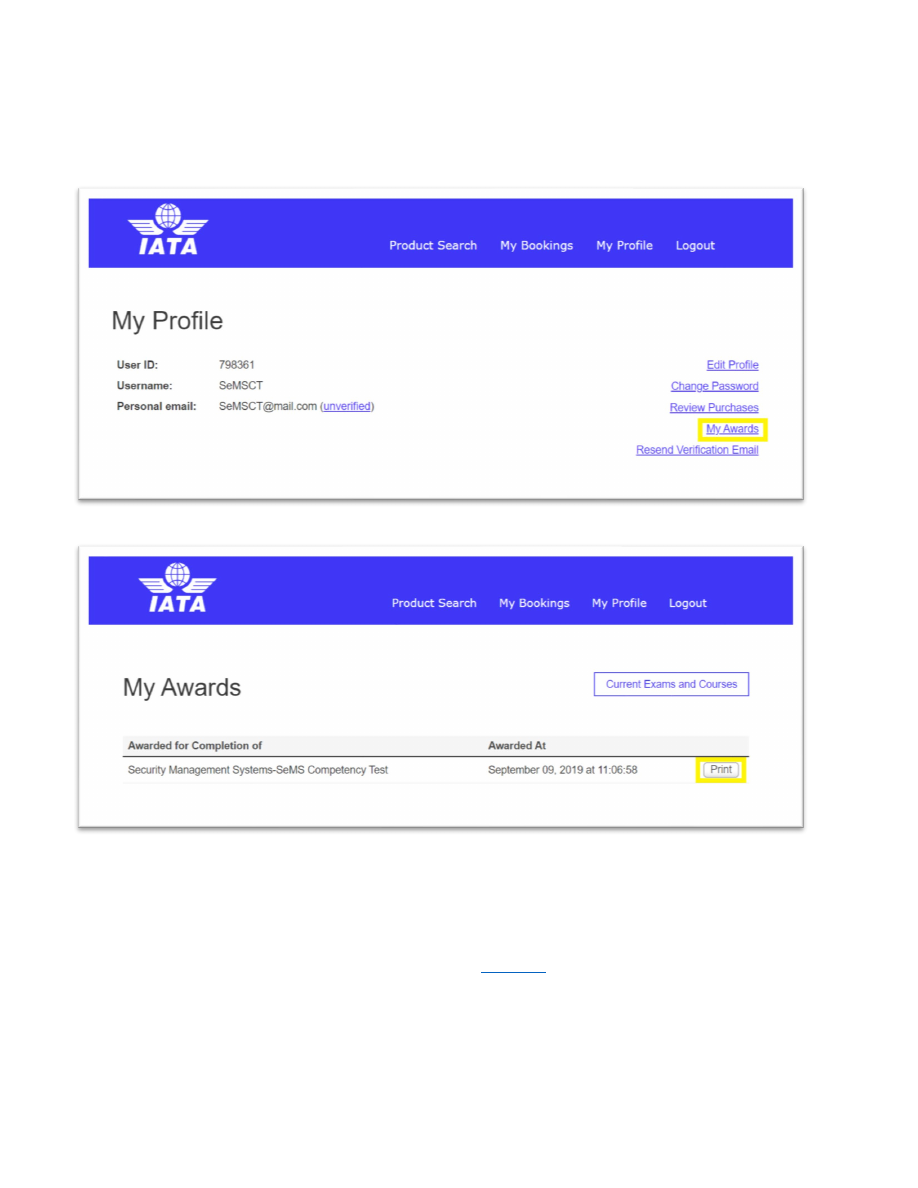 IATA
Product Search My Bookings My Profile Logout
My Profile
User ID: 798361 Edit Profile
Username: SeMSCT Change Password
Personal email: SeMSCT@mail.com (unverified) Review Purchases
My Awards
Resend Verification Email
IATA
Product Search My Bookings My Profile Logout
My Awards Current Exams and Courses
Awarded for Completion of Awarded At
Security Management Systems-SeMS Competency Test September 09, 2019 at 11:06:58 Print